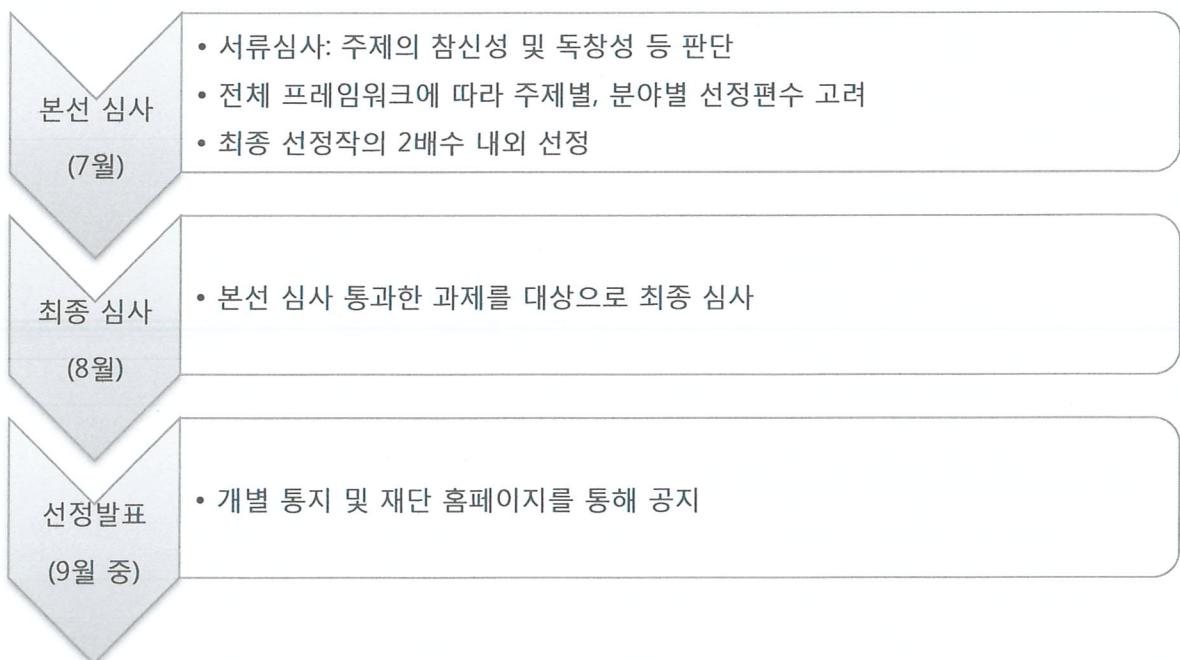 본선 심사
(7월)
• 서류심사: 주제의 참신성 및 독창성 등 판단
• 전체 프레임워크에 따라 주제별, 분야별 선정편수 고려
• 최종 선정작의 2배수 내외 선정
최종 심사
(8월)
• 본선 심사 통과한 과제를 대상으로 최종 심사
선정발표
(9월 중)
• 개별 통지 및 재단 홈페이지를 통해 공지